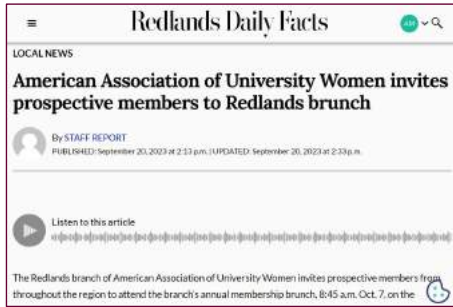 Redlands Daily Facts
AM
LOCAL NEWS
American Association of University Women invites
prospective members to Redlands brunch
By STAFF REPORT
PUBLISHED: September 20, 2023 at 2:13 p.m. | UPDATED: September 20, 2023 at 2:33 p.m.
Listen to this article
The Redlands branch of American Association of University Women invites prospective members from
throughout the region to attend the branch's annual membership brunch, 8:45 a.m. Oct. 7, on the